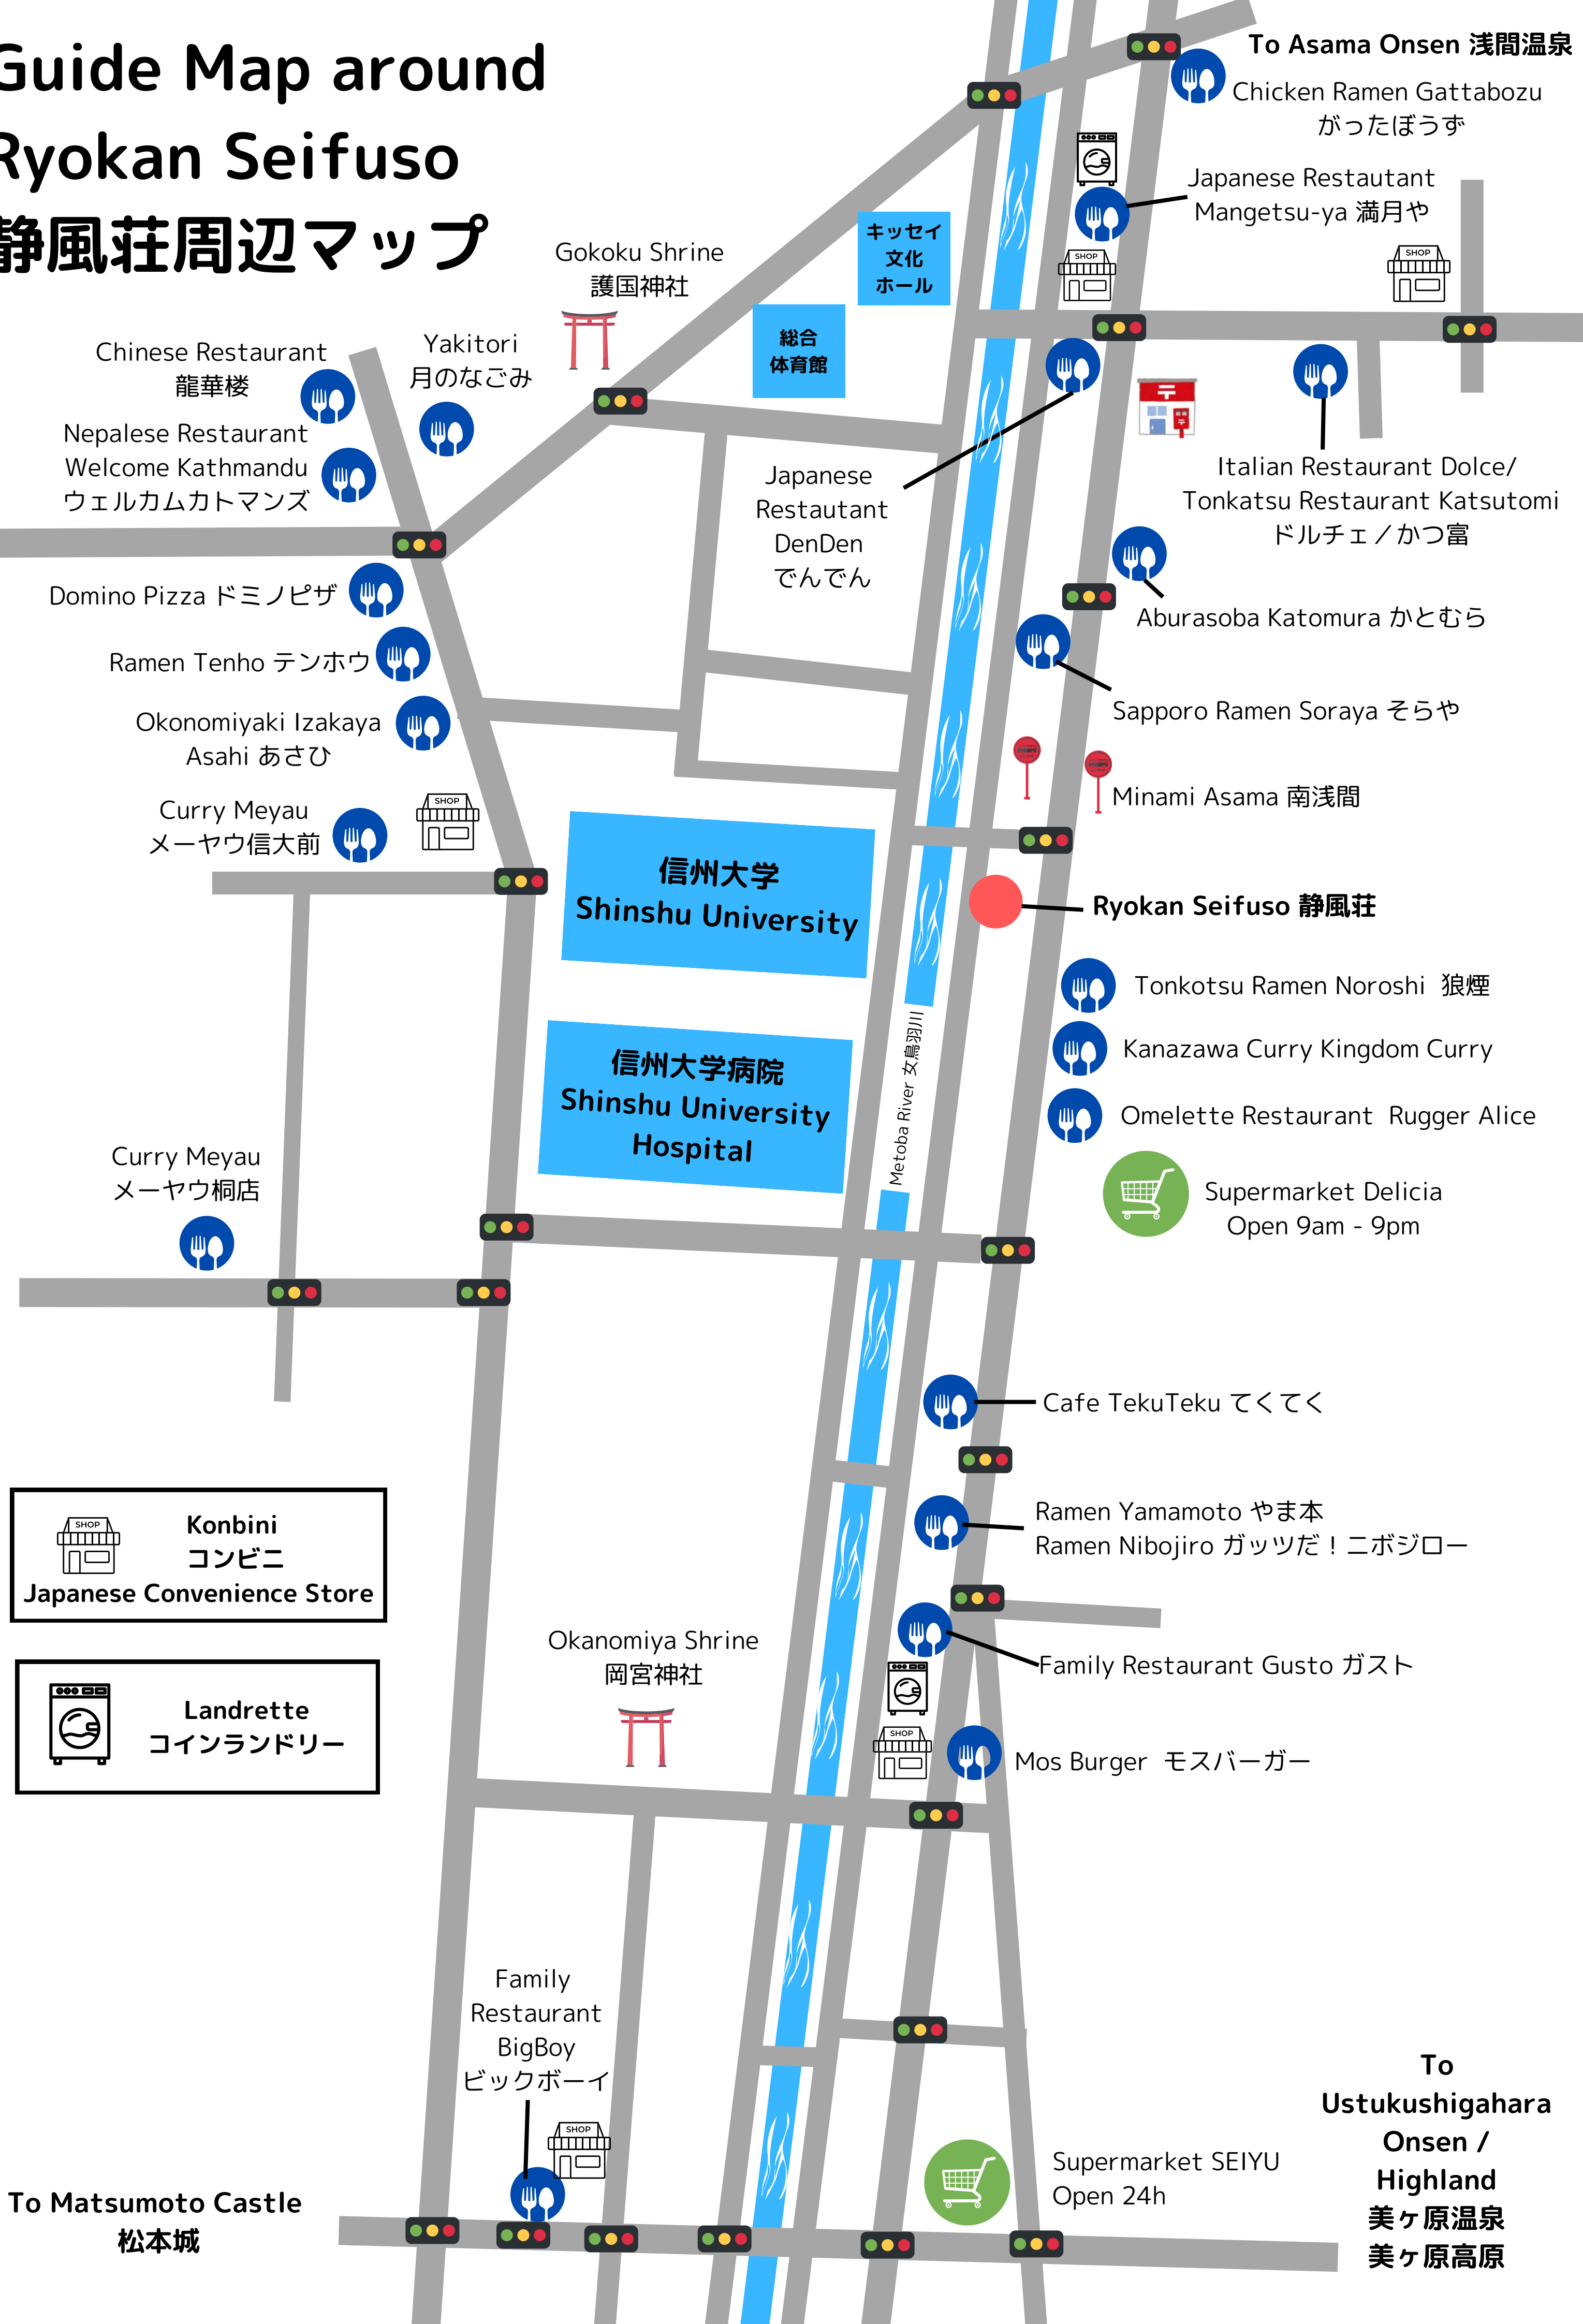 Guide Map around
Ryokan Seifuso
静風荘周辺マップ
To Asama Onsen 浅間温泉
Chicken Ramen Gattabozu
がったぼうず
Japanese Restautant
Mangetsu-ya 満月や
SHOP
SHOP
キッセイ
文化
ホール
総合
体育館
Gokoku Shrine
護国神社
Yakitori
月のなごみ
Chinese Restaurant
龍華楼
Nepalese Restaurant
Welcome Kathmandu
ウェルカムカトマンズ
Japanese
Restautant
DenDen
でんでん
Italian Restaurant Dolce/
Tonkatsu Restaurant Katsutomi
ドルチェ／かつ富
Domino Pizza ドミノピザ
Aburasoba Katomura かとむら
Ramen Tenho テンホウ
Sapporo Ramen Soraya そらや
Okonomiyaki Izakaya
Asahi あさひ
Minami Asama 南浅間
Curry Meyau
メーヤウ信大前
SHOP
信州大学
Shinshu University
Ryokan Seifuso 静風荘
Tonkotsu Ramen Noroshi 狼煙
Kanazawa Curry Kingdom Curry
Omelette Restaurant Rugger Alice
信州大学病院
Shinshu University
Hospital
Metoba River 女鳥羽川
Supermarket Delicia
Open 9am - 9pm
Curry Meyau
メーヤウ桐店
Cafe TekuTeku てくてく
Ramen Yamamoto やま本
Ramen Nibojiro ガッツだ！ニボジロー
SHOP
Konbini
コンビニ
Japanese Convenience Store
Okanomiya Shrine
岡宮神社
Family Restaurant Gusto ガスト
Landrette
コインランドリー
SHOP
Mos Burger モスバーガー
Family
Restaurant
BigBoy
ビックボーイ
SHOP
To
Ustukushigahara
Onsen /
Highland
美ヶ原温泉
美ヶ原高原
Supermarket SEIYU
Open 24h
To Matsumoto Castle
松本城